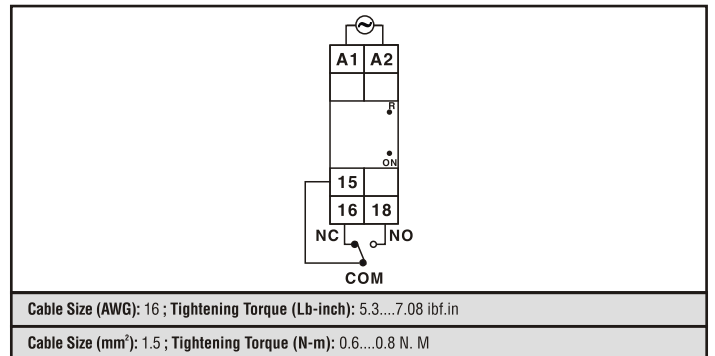 A1 A2
R
ON
15
16 18
NC NO
COM
Cable Size (AWG): 16 ; Tightening Torque (Lb-inch): 5.3....7.08 ibf.in
Cable Size (mm²): 1.5 ; Tightening Torque (N-m): 0.6....0.8 N. M